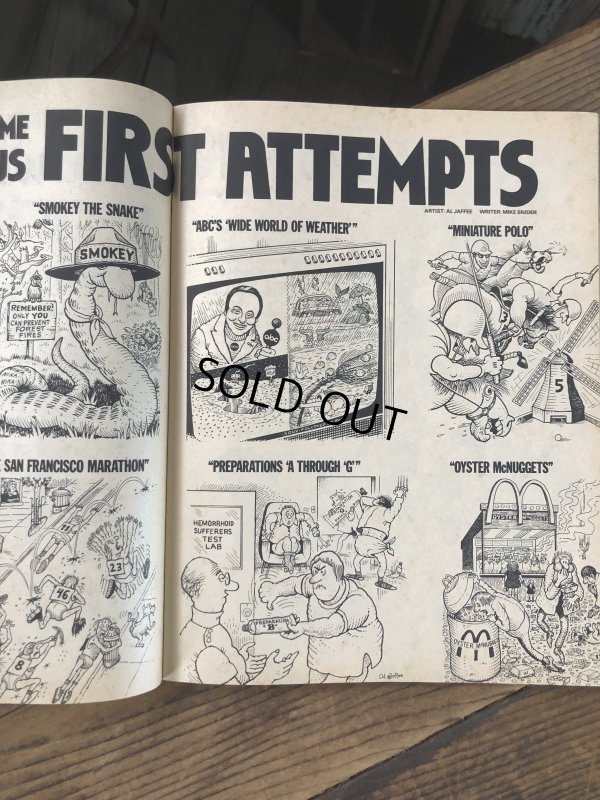 ME
US FIRST ATTEMPTS
ARTIST: AL JAFFEE WRITER: MIKE SNIDER
"SMOKEY THE SNAKE"
SMOKEY
REMEMBER!
ONLY YOU
CAN PREVENT
FOREST
FIRES
"ABC'S 'WIDE WORLD OF WEATHER'"
abc
"MINIATURE POLO"
5
SOLD OUT
SAN FRANCISCO MARATHON"
23
46
8
"PREPARATIONS 'A THROUGH 'G'"
HEMORRHOID
SUFFERERS
TEST
LAB
PREPARATION
"B"
Al Jaffee
"OYSTER McNUGGETS"
OYSTER McNUGGETS
OYSTER McNUGGETS